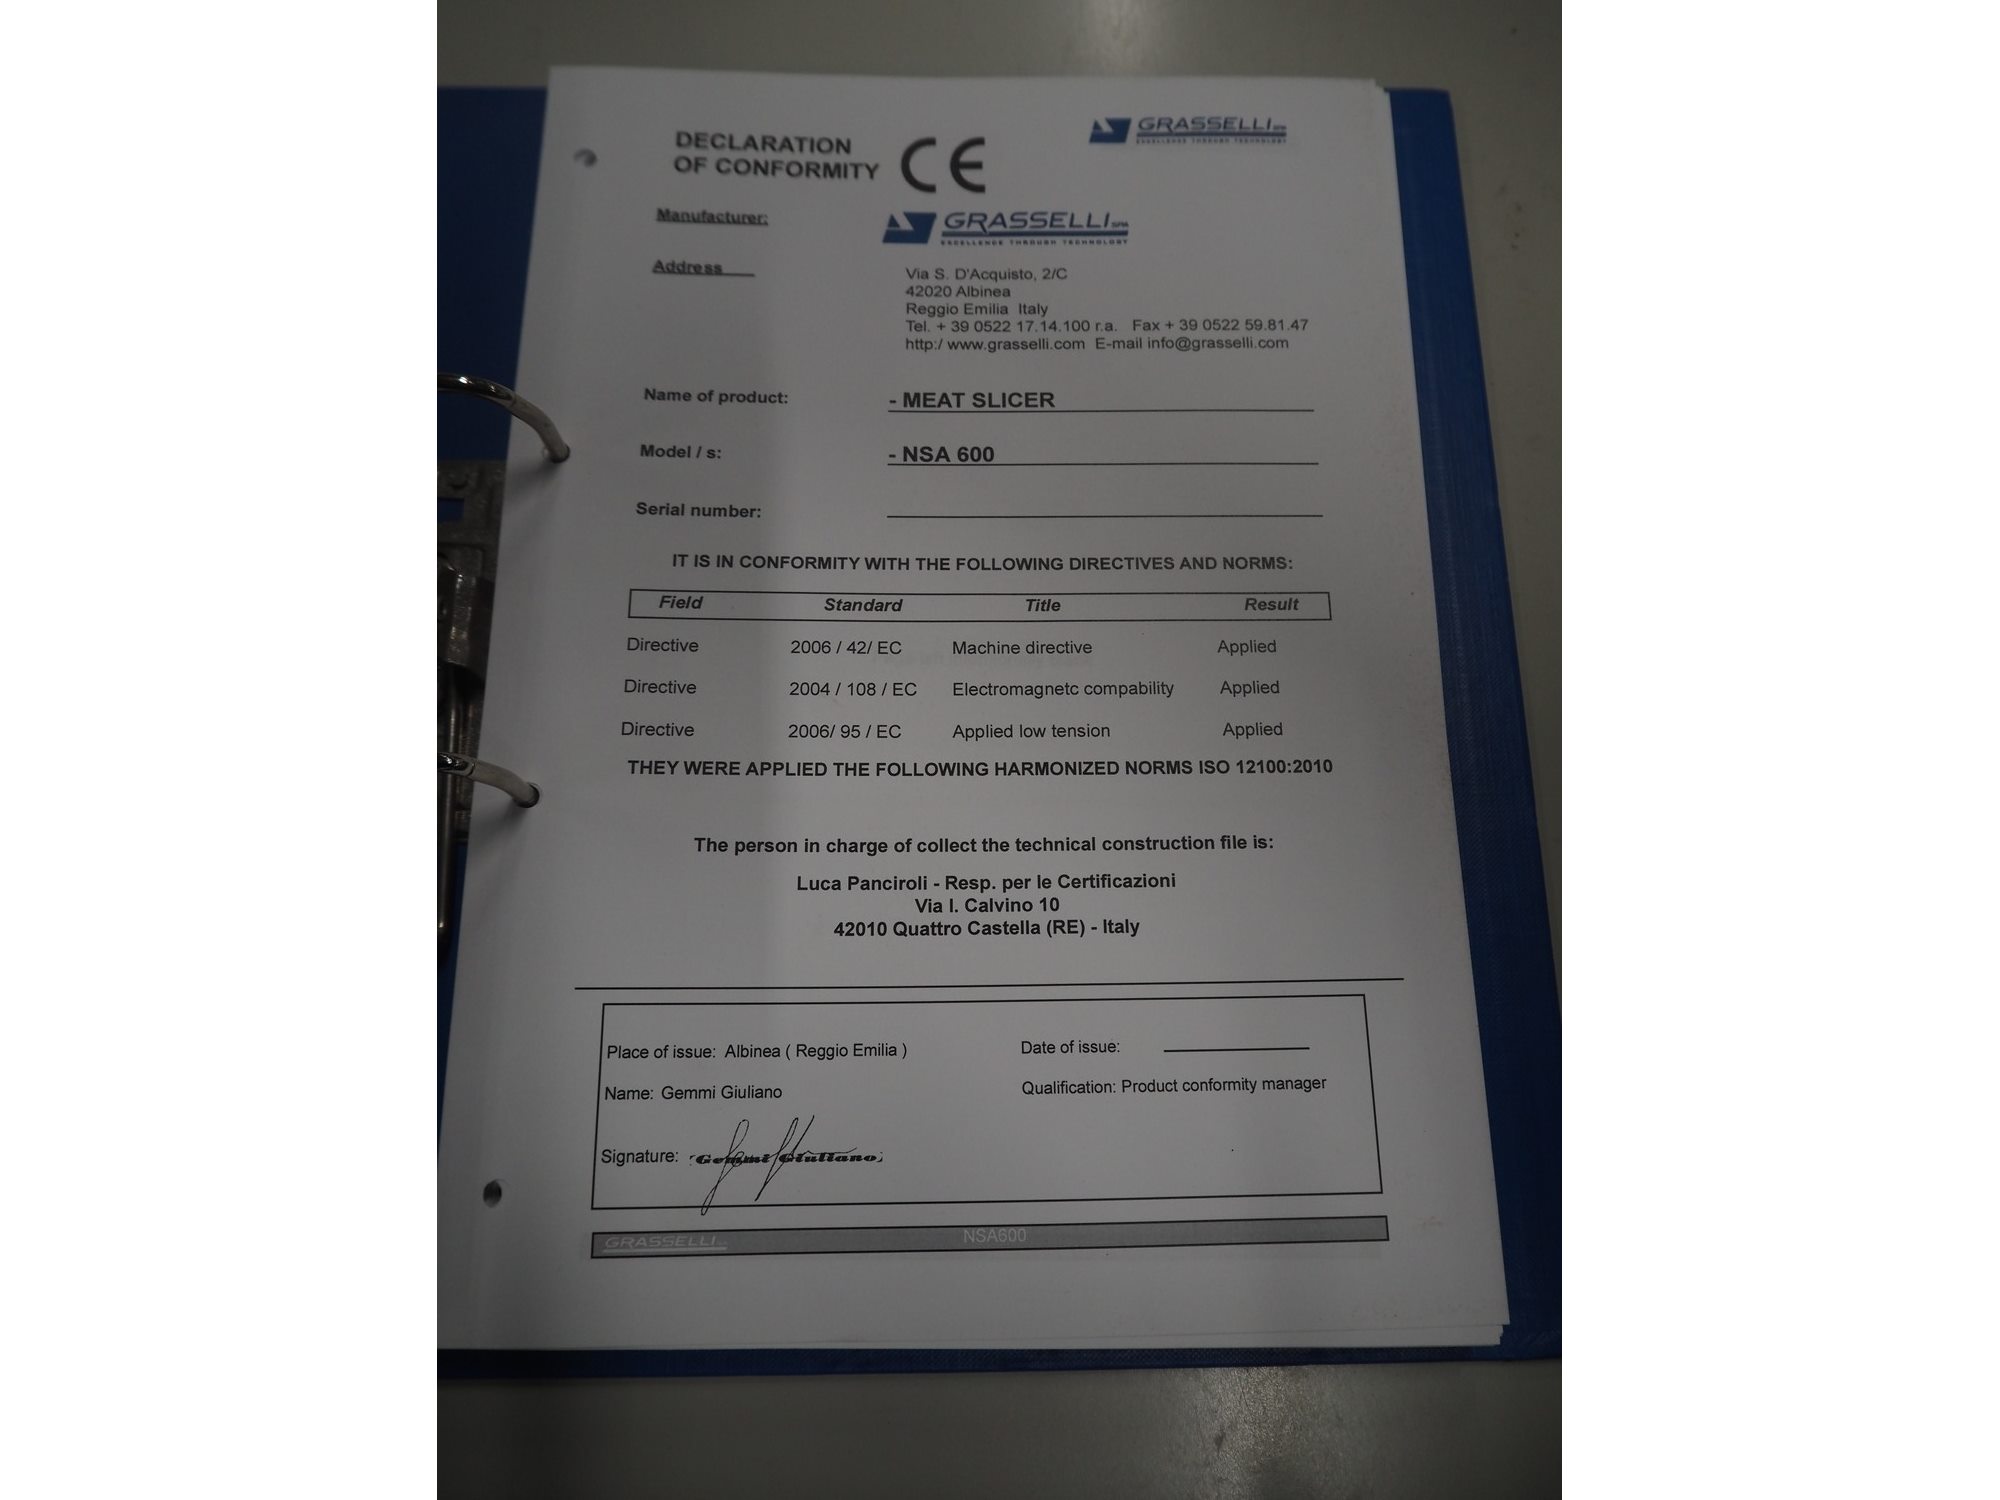 DECLARATION
OF CONFORMITY CE
GRASSELLI SPA
EXCELLENCE THROUGH TECHNOLOGY
Manufacturer:
GRASSELLI SPA
EXCELLENCE THROUGH TECHNOLOGY
Address
Via S. D'Acquisto, 2/C
42020 Albinea
Reggio Emilia Italy
Tel. + 39 0522 17.14.100 r.a. Fax + 39 0522 59.81.47
http:/ www.grasselli.com E-mail info@grasselli.com
Name of product: - MEAT SLICER
Model / s: - NSA 600
Serial number:
IT IS IN CONFORMITY WITH THE FOLLOWING DIRECTIVES AND NORMS:
Field Standard Title Result
Directive 2006 / 42/ EC Machine directive Applied
Directive 2004 / 108 / EC Electromagnetc compability Applied
Directive 2006/ 95 / EC Applied low tension Applied
THEY WERE APPLIED THE FOLLOWING HARMONIZED NORMS ISO 12100:2010
The person in charge of collect the technical construction file is:
Luca Panciroli - Resp. per le Certificazioni
Via I. Calvino 10
42010 Quattro Castella (RE) - Italy
Place of issue: Albinea ( Reggio Emilia ) Date of issue:
Name: Gemmi Giuliano Qualification: Product conformity manager
Signature: Gemmi Giuliano
GRASSELLI NSA600